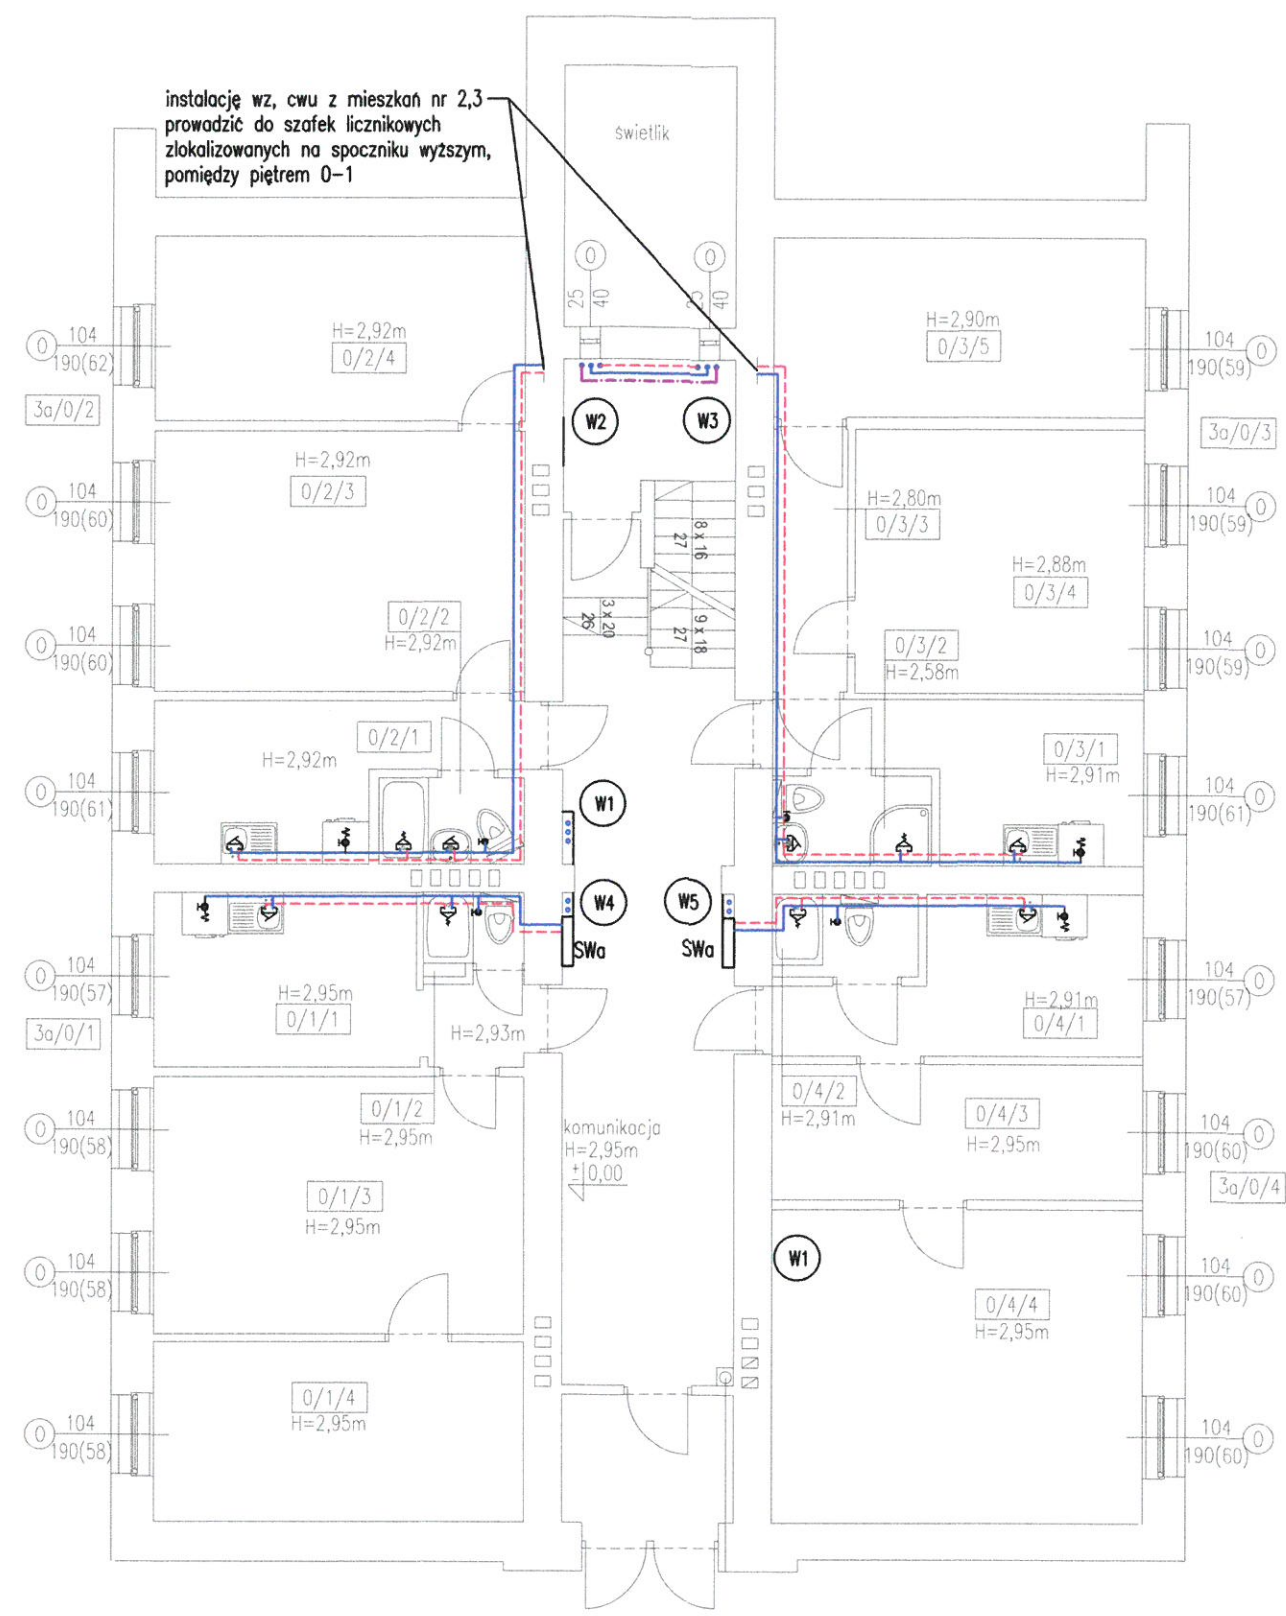 instalację wz, cwu z mieszkań nr 2,3
prowadzić do szafek licznikowych
zlokalizowanych na spoczniku wyższym,
pomiędzy piętrem 0-1
świetlik
O
O
25
40
25
40
H=2,92m
0/2/4
H=2,90m
0/3/5
O
104
190(62)
104
190(59)
O
3a/0/2
W2
W3
3a/0/3
H=2,92m
0/2/3
H=2,80m
0/3/3
O
104
190(60)
104
190(59)
O
8 x 16
27
H=2,88m
0/3/4
3 x 20
26
9 x 18
27
0/2/2
H=2,92m
0/3/2
H=2,58m
O
104
190(60)
104
190(59)
O
0/2/1
H=2,92m
0/3/1
H=2,91m
O
104
190(61)
W1
104
190(61)
O
W4
W5
SWa
SWa
O
104
190(57)
H=2,95m
0/1/1
H=2,93m
H=2,91m
0/4/1
104
190(57)
O
3a/0/1
0/1/2
H=2,95m
0/4/2
H=2,91m
0/4/3
H=2,95m
O
104
190(58)
komunikacja
H=2,95m
±0,00
104
190(60)
O
3a/0/4
0/1/3
H=2,95m
W1
O
104
190(58)
104
190(60)
O
0/4/4
H=2,95m
0/1/4
H=2,95m
O
104
190(58)
104
190(60)
O